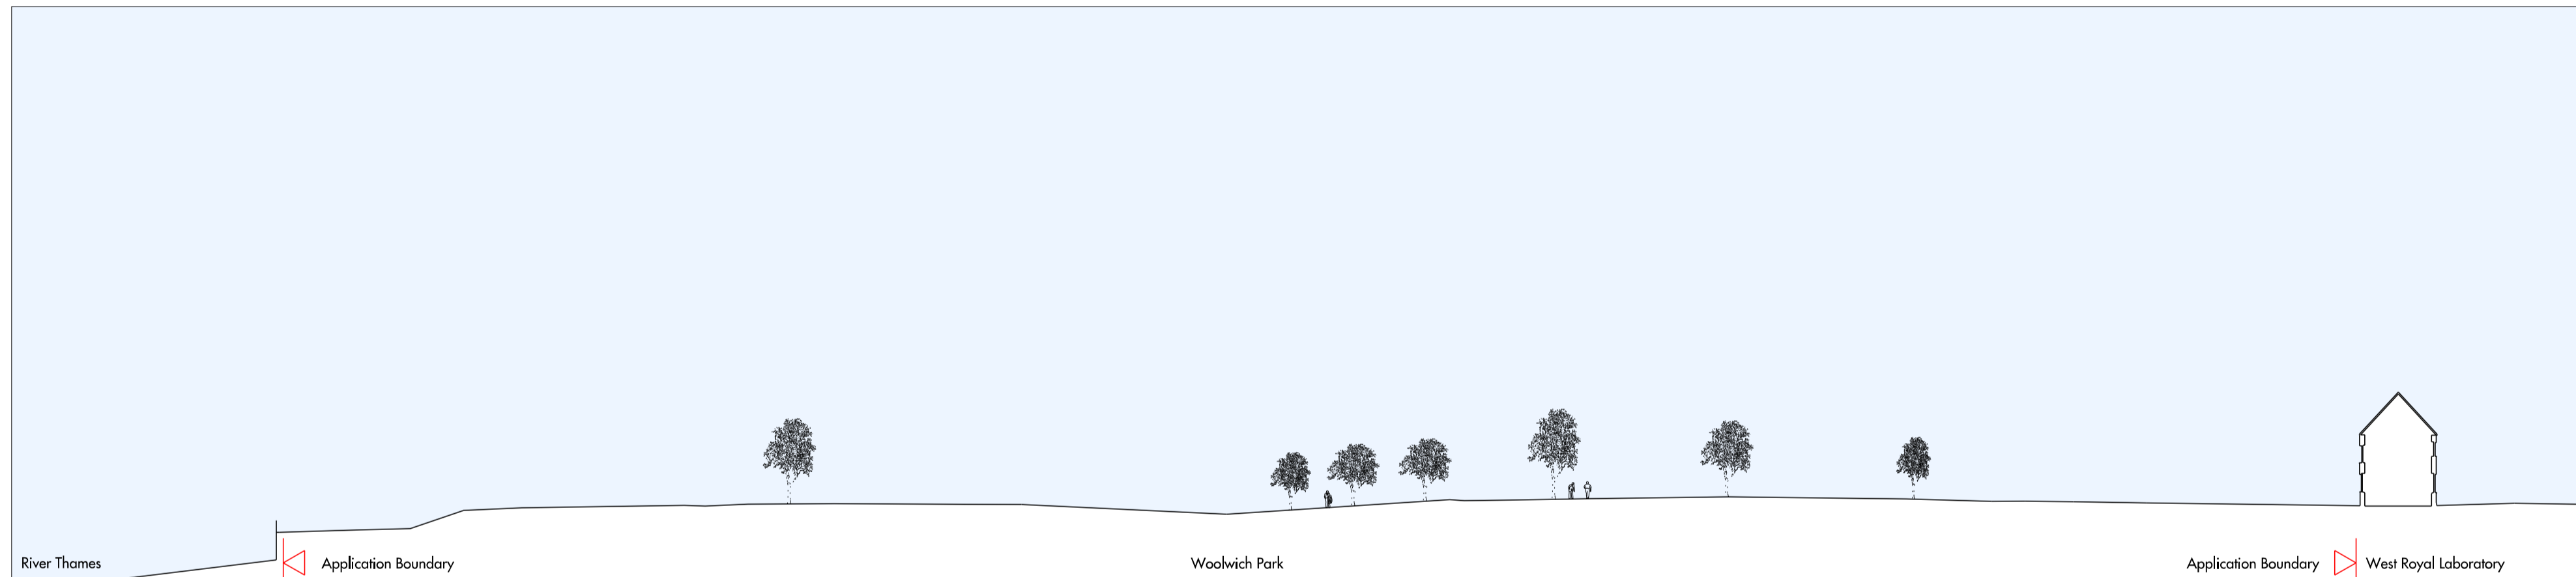 River Thames
Application Boundary
Woolwich Park
Application Boundary
West Royal Laboratory